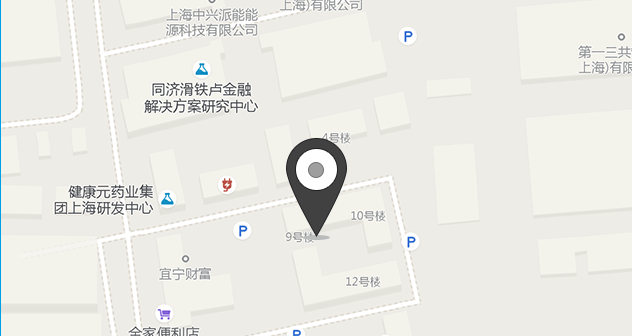 上海)有限公司
上海中兴派能能
源科技有限公司
P
第一三共
上海)有限
同济滑铁卢金融
解决方案研究中心
4号楼
健康元药业集
团上海研发中心
10号楼
P
9号楼
P
宜宁财富
12号楼
全家便利店
P